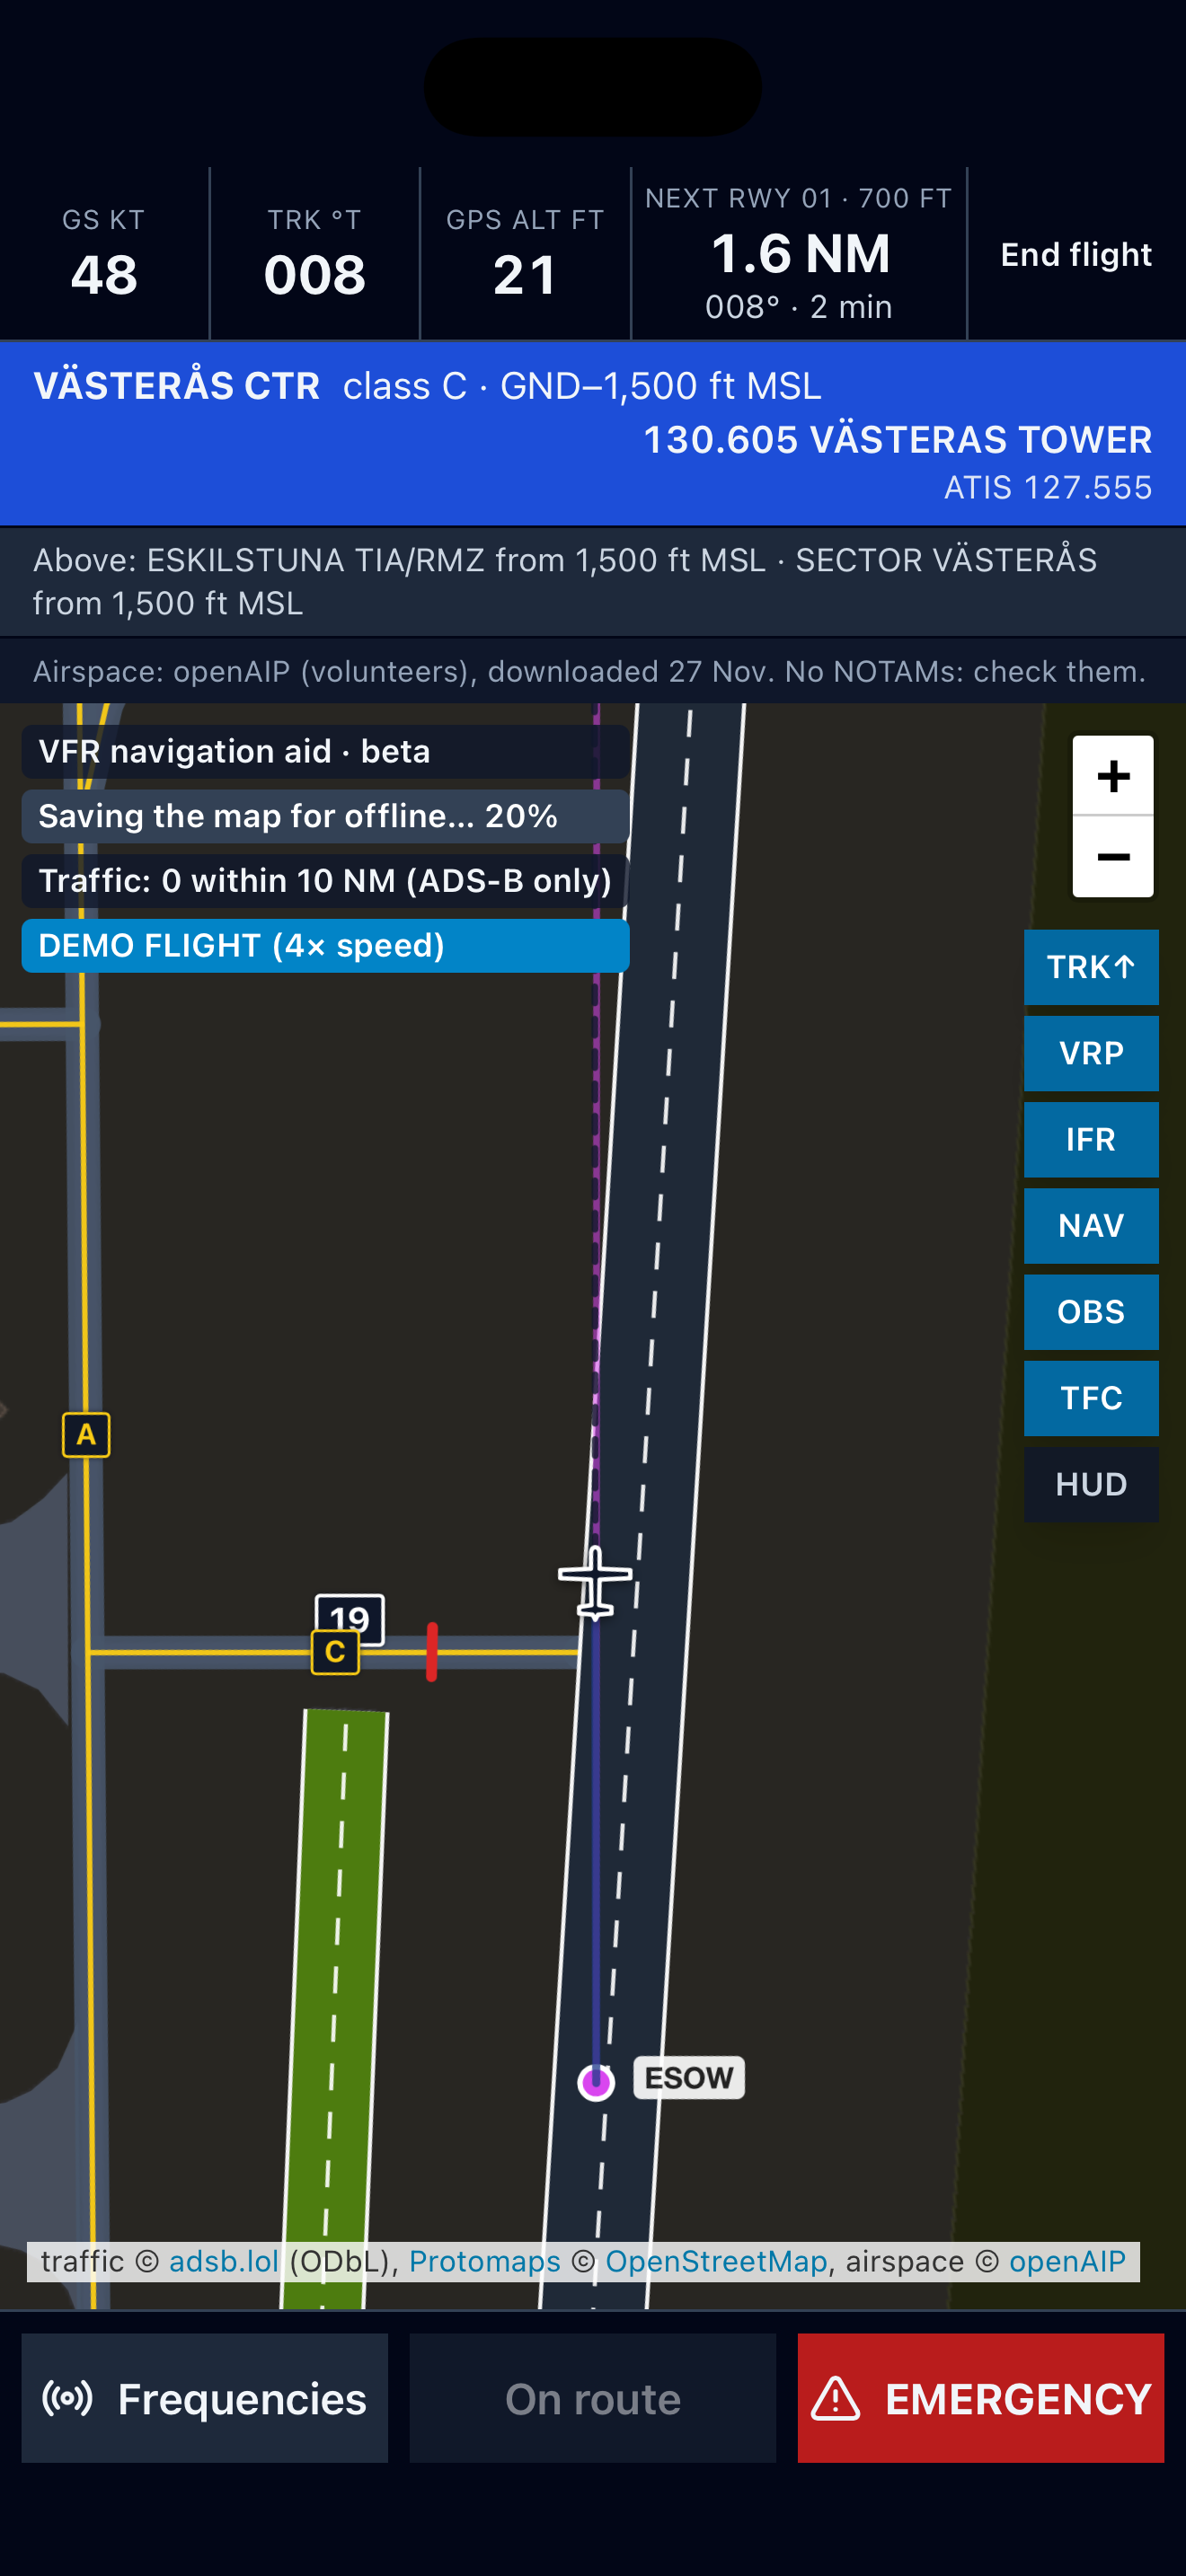 GS KT
48
TRK °T
008
GPS ALT FT
21
NEXT RWY 01 · 700 FT
1.6 NM
008° · 2 min
End flight
VÄSTERÅS CTR class C · GND–1,500 ft MSL
130.605 VÄSTERAS TOWER
ATIS 127.555
Above: ESKILSTUNA TIA/RMZ from 1,500 ft MSL · SECTOR VÄSTERÅS
from 1,500 ft MSL
Airspace: openAIP (volunteers), downloaded 27 Nov. No NOTAMs: check them.
VFR navigation aid · beta
Saving the map for offline... 20%
Traffic: 0 within 10 NM (ADS-B only)
DEMO FLIGHT (4× speed)
+
−
TRK↑
VRP
IFR
NAV
OBS
TFC
HUD
A
19
C
ESOW
traffic © adsb.lol (ODbL), Protomaps © OpenStreetMap, airspace © openAIP
Frequencies
On route
EMERGENCY